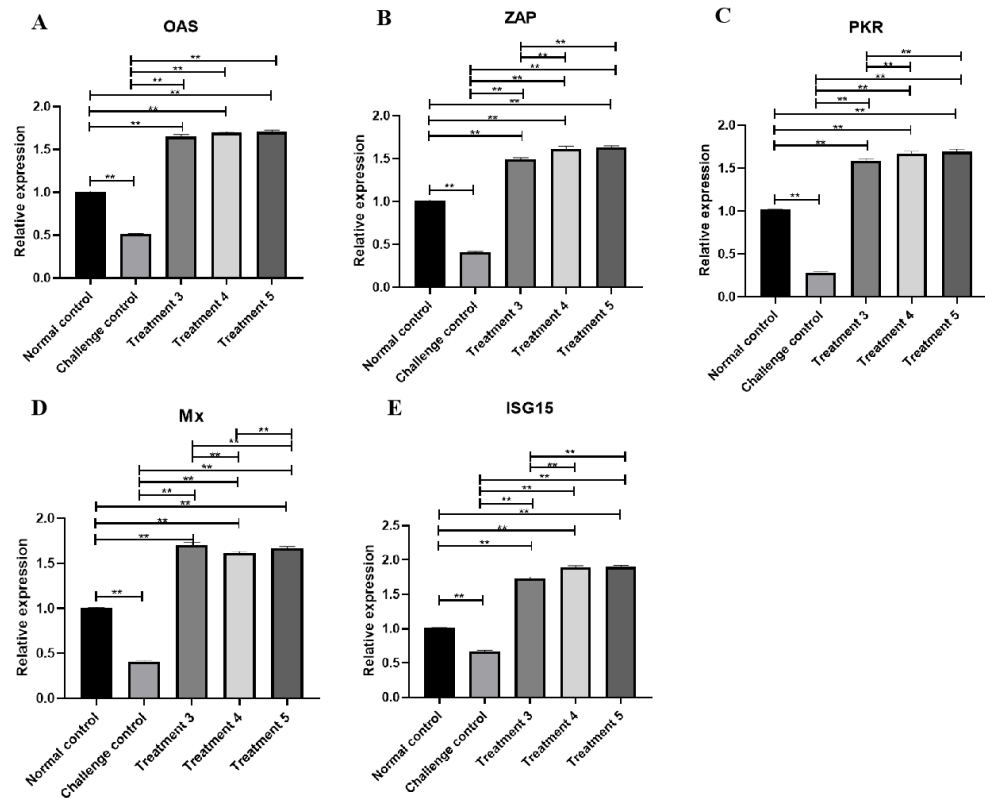 A
OAS
**
**
**
**
**
**
**
Relative expression
2.0
1.5
1.0
0.5
0.0
Normal control
Challenge control
Treatment 3
Treatment 4
Treatment 5
B
ZAP
**
**
**
**
**
**
**
**
**
Relative expression
2.0
1.5
1.0
0.5
0.0
Normal control
Challenge control
Treatment 3
Treatment 4
Treatment 5
C
PKR
**
**
**
**
**
**
**
**
**
Relative expression
2.0
1.5
1.0
0.5
0.0
Normal control
Challenge control
Treatment 3
Treatment 4
Treatment 5
D
Mx
**
**
**
**
**
**
**
**
**
**
Relative expression
2.0
1.5
1.0
0.5
0.0
Normal control
Challenge control
Treatment 3
Treatment 4
Treatment 5
E
ISG15
**
**
**
**
**
**
**
**
**
Relative expression
2.5
2.0
1.5
1.0
0.5
0.0
Normal control
Challenge control
Treatment 3
Treatment 4
Treatment 5